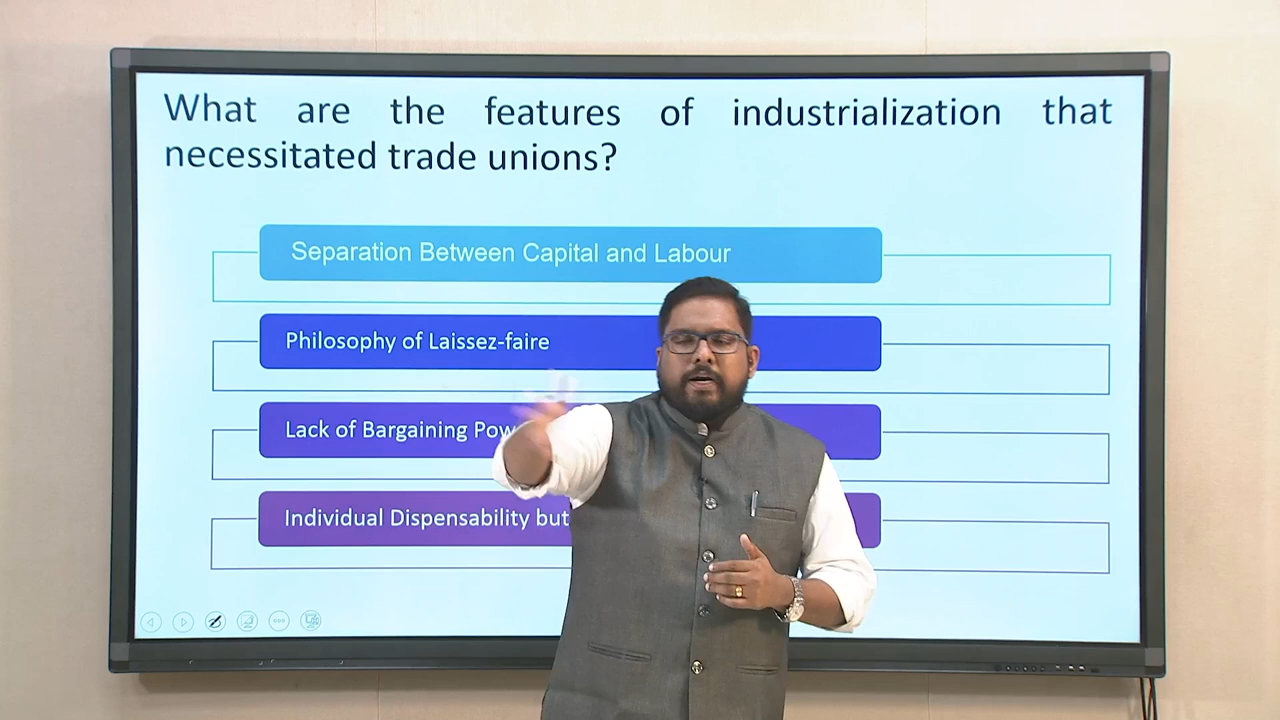 What are the features of industrialization that
necessitated trade unions?
Separation Between Capital and Labour
Philosophy of Laissez-faire
Lack of Bargaining
Individual Dispensability but